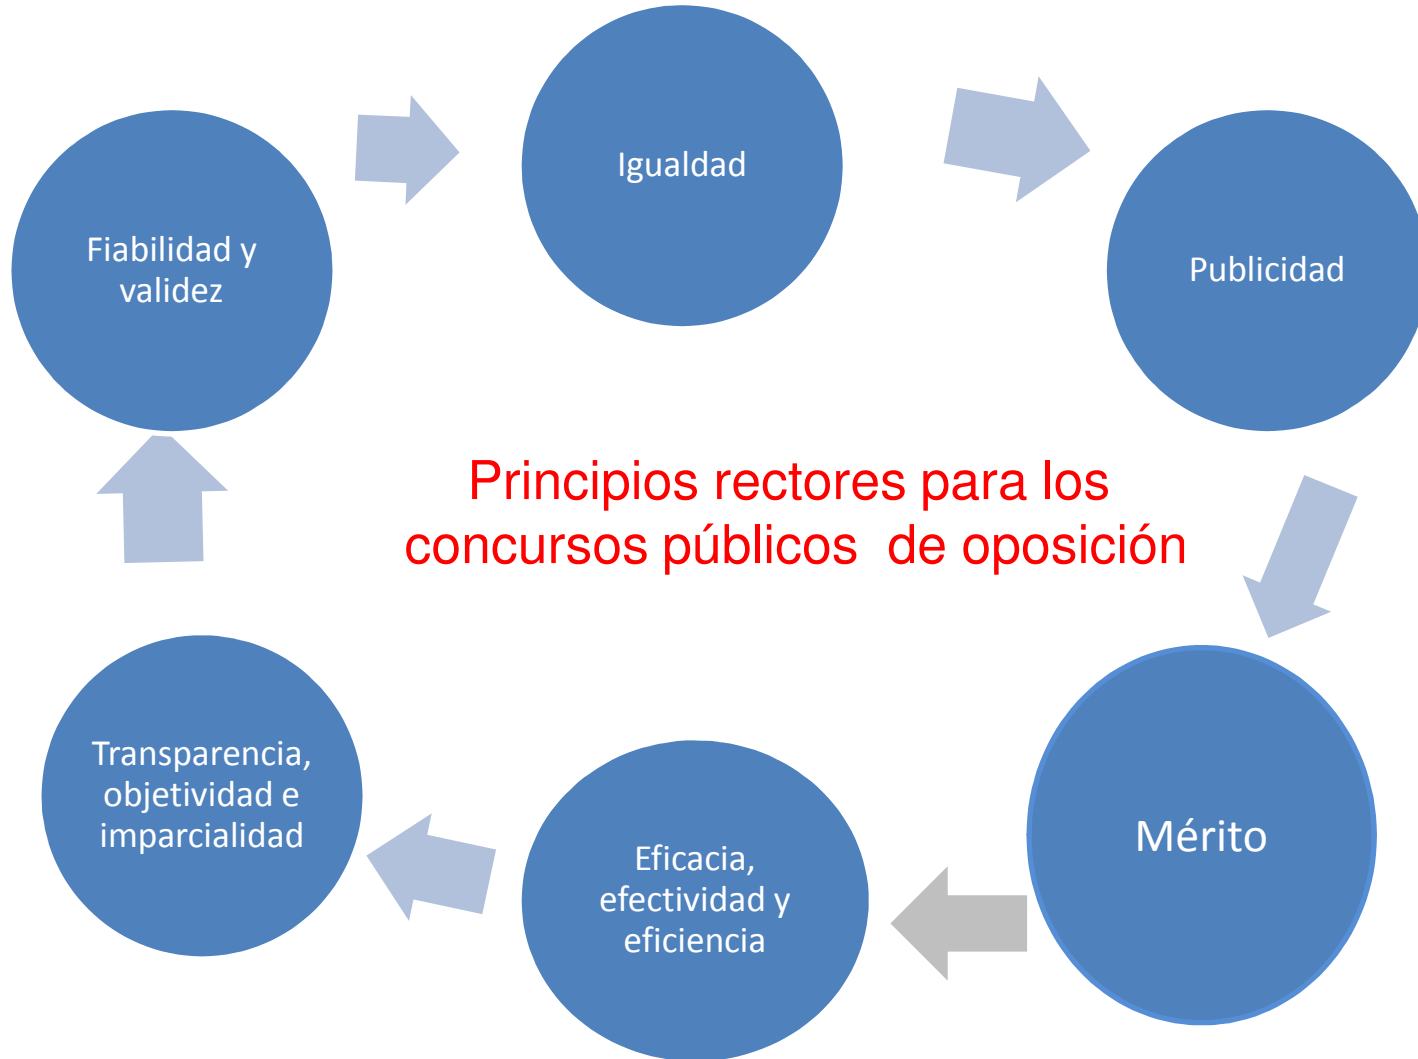 Igualdad
Publicidad
Mérito
Eficacia,
efectividad y
eficiencia
Transparencia,
objetividad e
imparcialidad
Fiabilidad y
validez
Principios rectores para los
concursos públicos  de oposición